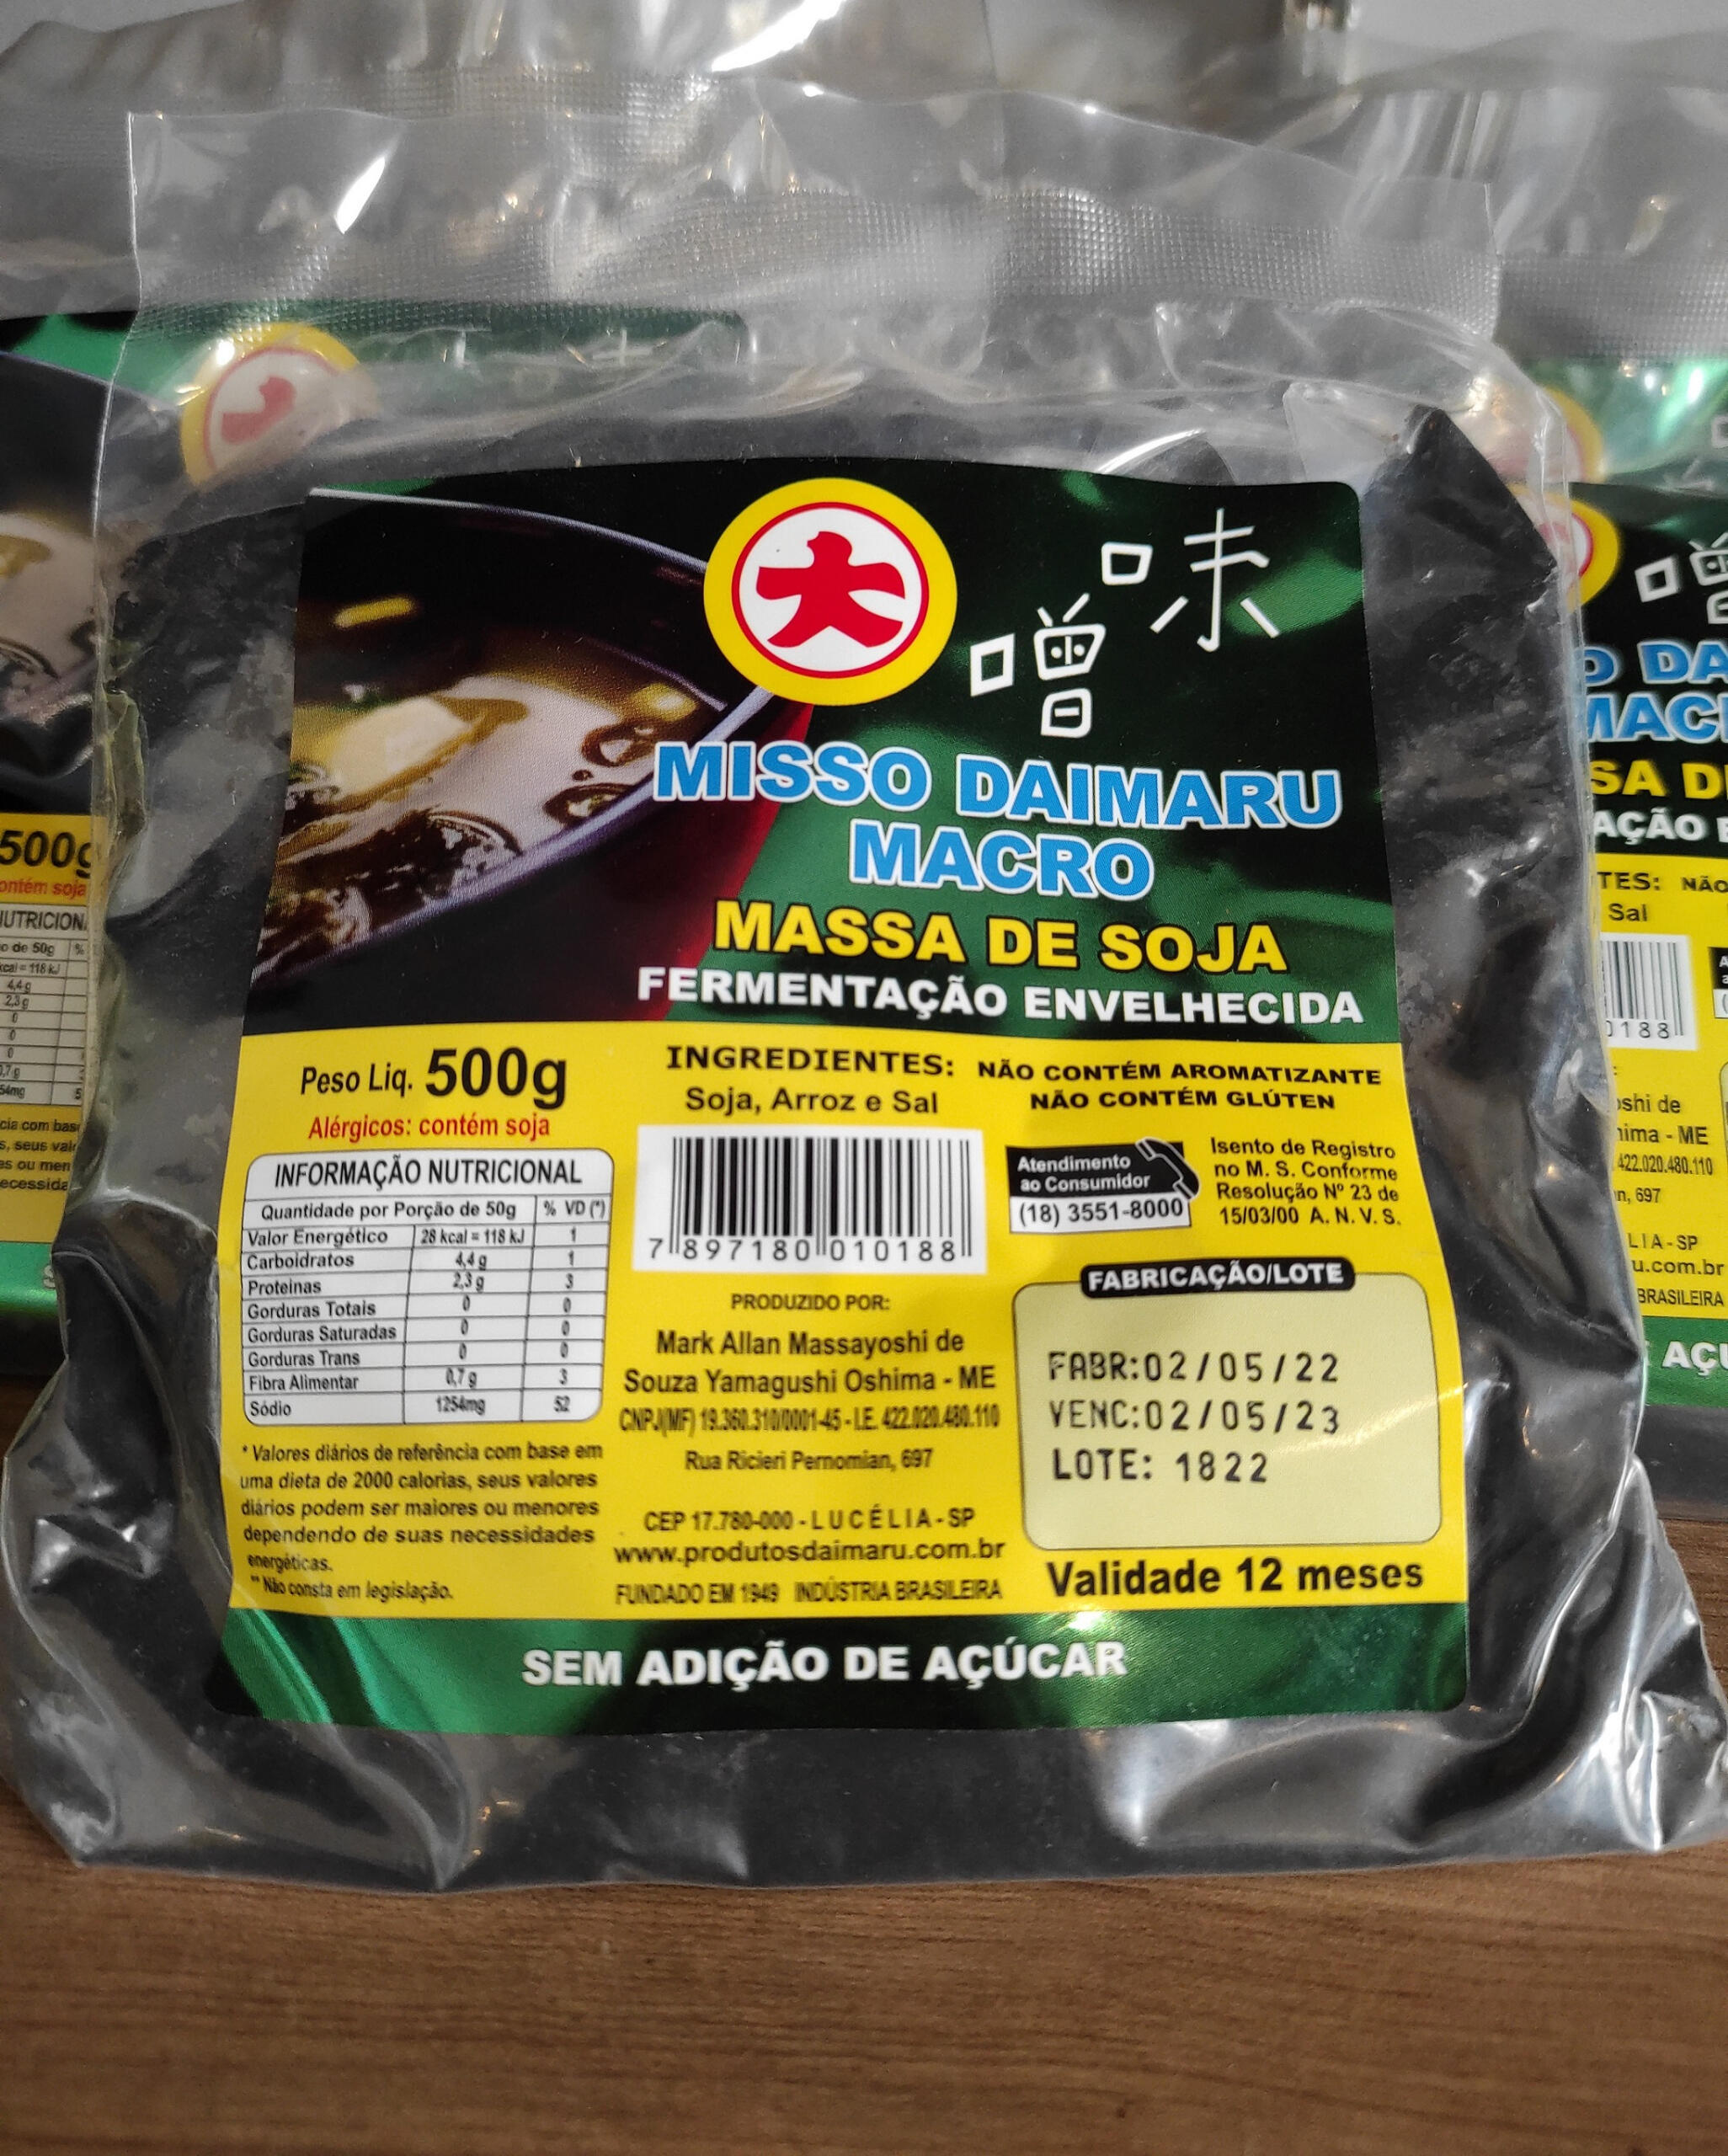 大
味
噌
MISSO DAIMARU
MACRO
MASSA DE SOJA
FERMENTAÇÃO ENVELHECIDA
Peso Liq. 500g
Alérgicos: contém soja
INFORMAÇÃO NUTRICIONAL
Quantidade por Porção de 50g % VD (*)
Valor Energético 28 kcal = 118 kJ 1
Carboidratos 4,4 g 1
Proteinas 2,3 g 3
Gorduras Totais 0 0
Gorduras Saturadas 0 0
Gorduras Trans 0 0
Fibra Alimentar 0,7 g 3
Sódio 1254mg 52
* Valores diários de referência com base em
uma dieta de 2000 calorias, seus valores
diários podem ser maiores ou menores
dependendo de suas necessidades
energéticas.
** Não consta em legislação.
INGREDIENTES:
Soja, Arroz e Sal
NÃO CONTÉM AROMATIZANTE
NÃO CONTÉM GLÚTEN
7 897180 010188
Atendimento
ao Consumidor
(18) 3551-8000
Isento de Registro
no M. S. Conforme
Resolução Nº 23 de
15/03/00 A. N. V. S.
PRODUZIDO POR:
Mark Allan Massayoshi de
Souza Yamagushi Oshima - ME
CNPJ(MF) 19.360.310/0001-45 - I.E. 422.020.480.110
Rua Ricieri Pernomian, 697
CEP 17.780-000 - LUCÉLIA - SP
www.produtosdaimaru.com.br
FUNDADO EM 1949 INDÚSTRIA BRASILEIRA
FABRICAÇÃO/LOTE
FABR:02/05/22
VENC:02/05/23
LOTE: 1822
Validade 12 meses
SEM ADIÇÃO DE AÇÚCAR